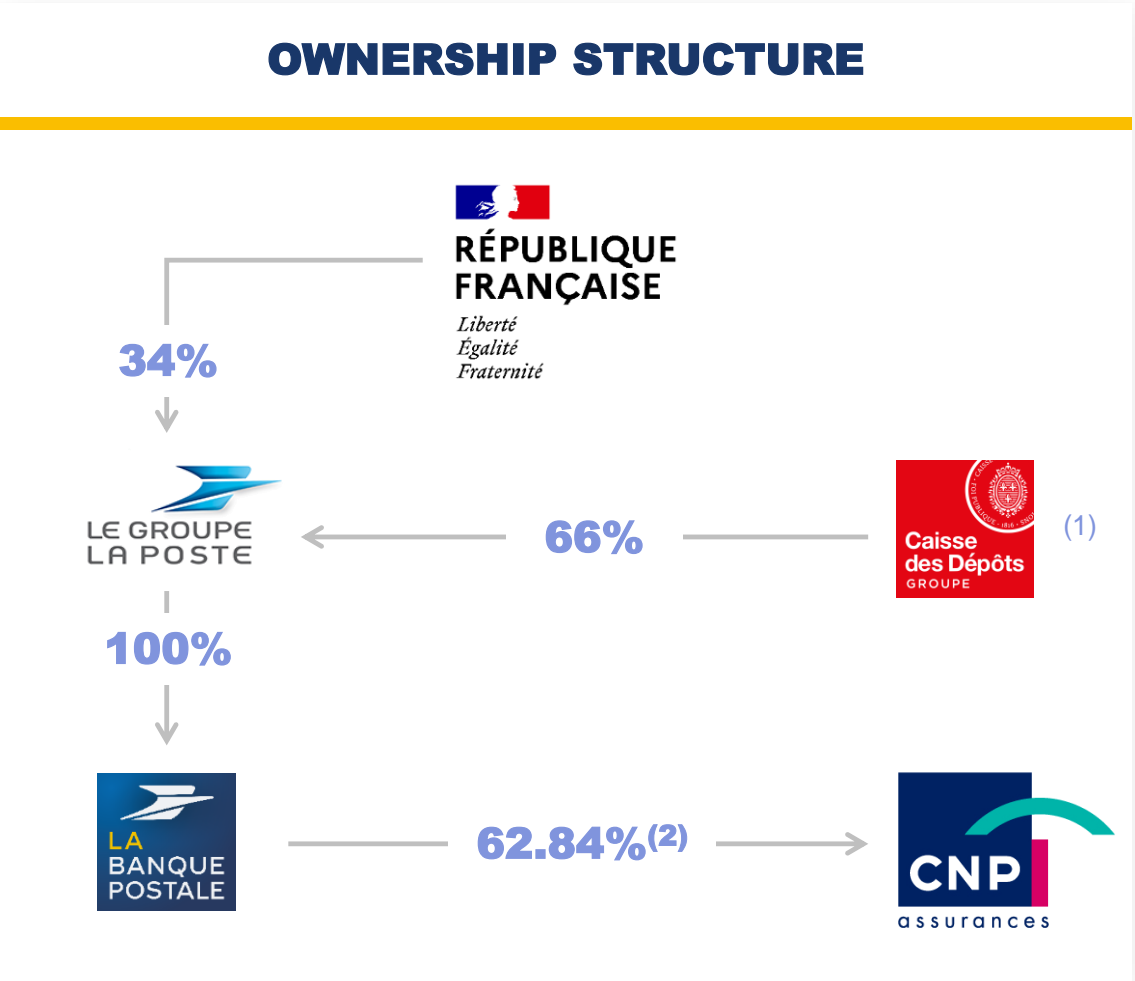 OWNERSHIP STRUCTURE
RÉPUBLIQUE
FRANÇAISE
Liberté
Égalité
Fraternité
34%
LE GROUPE
LA POSTE
66%
Caisse
des Dépôts
GROUPE
(1)
100%
LA
BANQUE
POSTALE
62.84%(2)
CNP
assurances